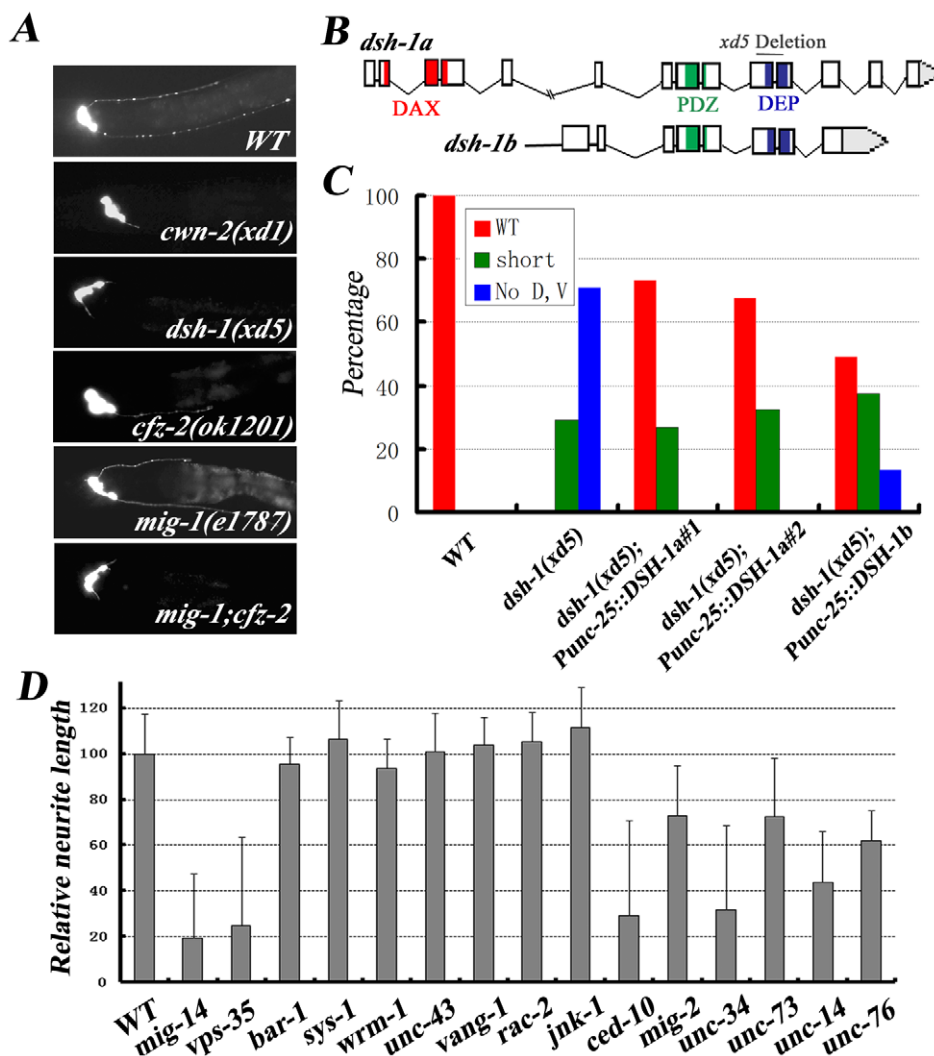 A
WT
cwn-2(xd1)
dsh-1(xd5)
cfz-2(ok1201)
mig-1(e1787)
mig-1;cfz-2
B
dsh-1a
xd5 Deletion
DAX
PDZ
DEP
dsh-1b
C
Percentage
100
80
60
40
20
0
WT
short
No D,V
WT
dsh-1(xd5)
dsh-1(xd5);
Punc-25::DSH-1a#1
dsh-1(xd5);
Punc-25::DSH-1a#2
dsh-1(xd5);
Punc-25::DSH-1b
D
Relative neurite length
120
100
80
60
40
20
0
WT
mig-14
vps-35
bar-1
sys-1
wrm-1
unc-43
vang-1
rac-2
jnk-1
ced-10
mig-2
unc-34
unc-73
unc-14
unc-76